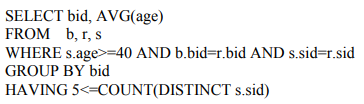 SELECT bid, AVG(age)
FROM b, r, s
WHERE s.age>=40 AND b.bid=r.bid AND s.sid=r.sid
GROUP BY bid
HAVING 5<=COUNT(DISTINCT s.sid)